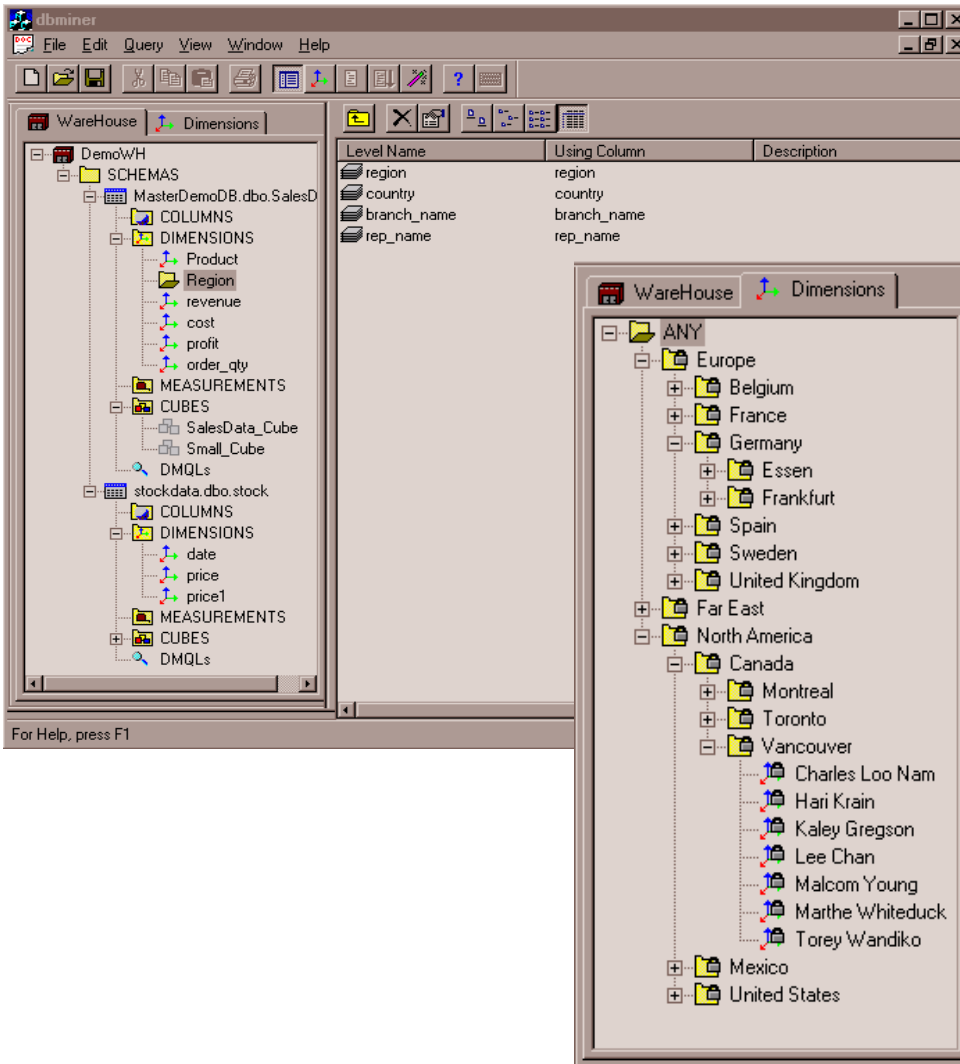 dbminer
File Edit Query View Window Help
WareHouse Dimensions
DemoWH
SCHEMAS
MasterDemoDB.dbo.SalesD
COLUMNS
DIMENSIONS
Product
Region
revenue
cost
profit
order_qty
MEASUREMENTS
CUBES
SalesData_Cube
Small_Cube
DMQLs
stockdata.dbo.stock
COLUMNS
DIMENSIONS
date
price
price1
MEASUREMENTS
CUBES
DMQLs
Level Name Using Column Description
region region
country country
branch_name branch_name
rep_name rep_name
For Help, press F1
WareHouse Dimensions
ANY
Europe
Belgium
France
Germany
Essen
Frankfurt
Spain
Sweden
United Kingdom
Far East
North America
Canada
Montreal
Toronto
Vancouver
Charles Loo Nam
Hari Krain
Kaley Gregson
Lee Chan
Malcom Young
Marthe Whiteduck
Torey Wandiko
Mexico
United States